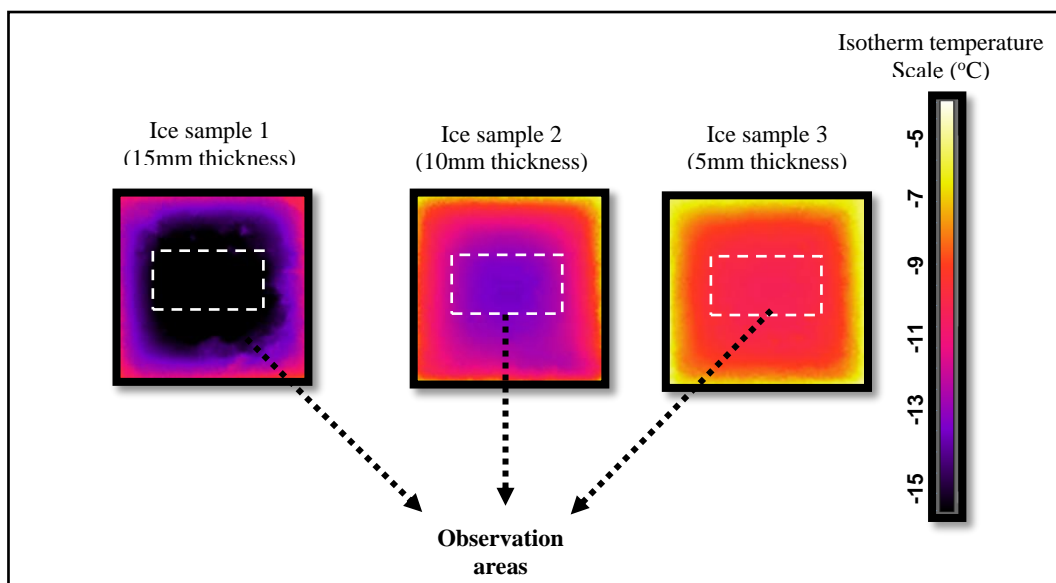 Isotherm temperature
Scale (°C)
Ice sample 1
(15mm thickness)
Ice sample 2
(10mm thickness)
Ice sample 3
(5mm thickness)
-5
-7
-9
-11
-13
-15
Observation
areas